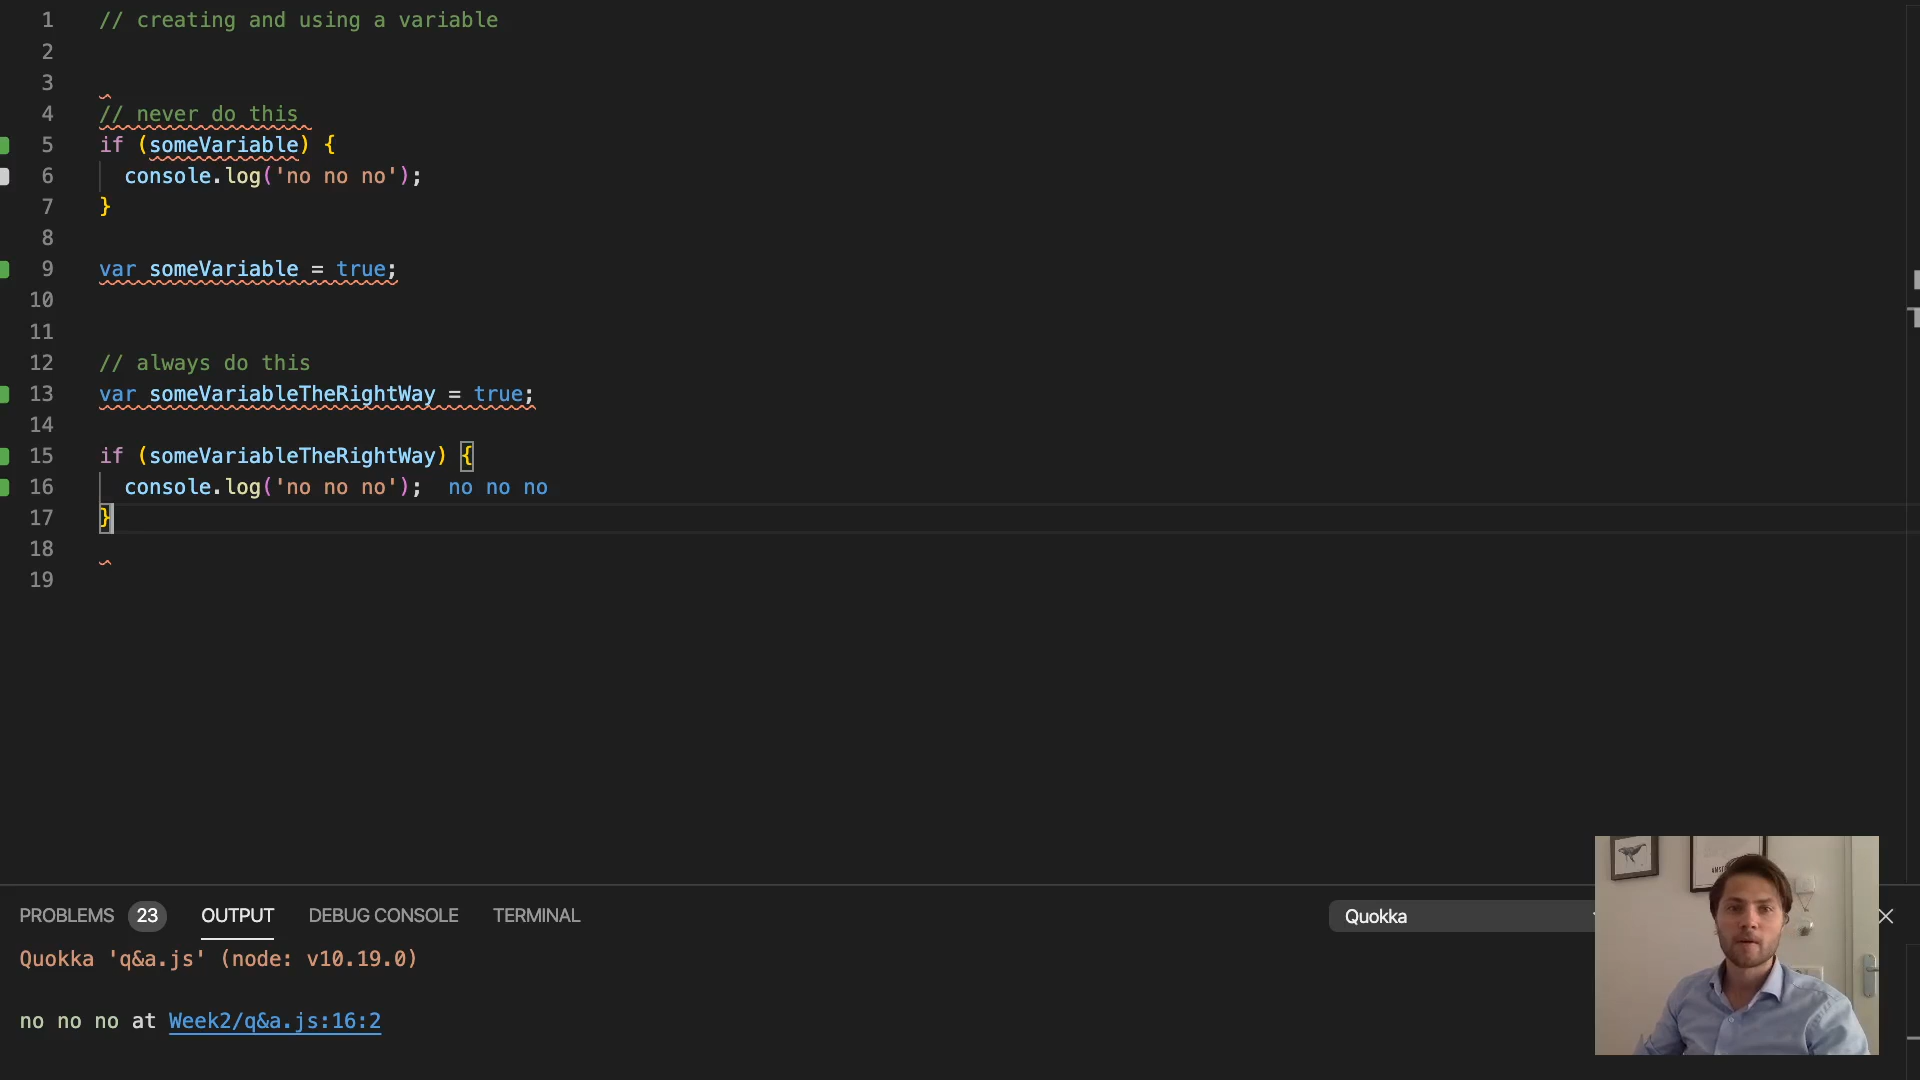 1 // creating and using a variable
2
3
4 // never do this
5 if (someVariable) {
6 console.log('no no no');
7 }
8
9 var someVariable = true;
10
11
12 // always do this
13 var someVariableTheRightWay = true;
14
15 if (someVariableTheRightWay) {
16 console.log('no no no'); no no no
17 }
18
19
PROBLEMS 23 OUTPUT DEBUG CONSOLE TERMINAL Quokka
Quokka 'q&a.js' (node: v10.19.0)
no no no at Week2/q&a.js:16:2